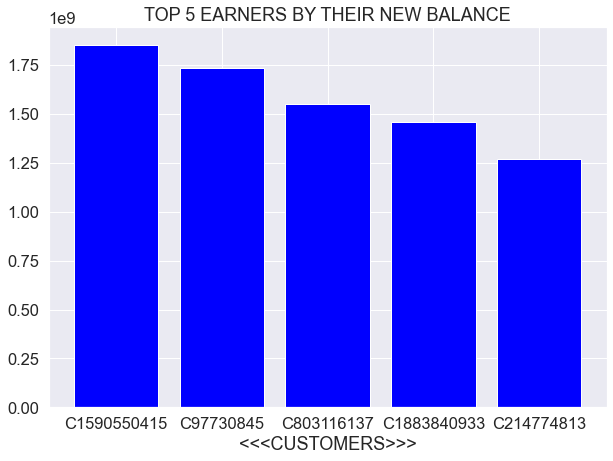 TOP 5 EARNERS BY THEIR NEW BALANCE
1e9
1.75
1.50
1.25
1.00
0.75
0.50
0.25
0.00
C1590550415 C97730845 C803116137 C1883840933 C214774813
<<<CUSTOMERS>>>